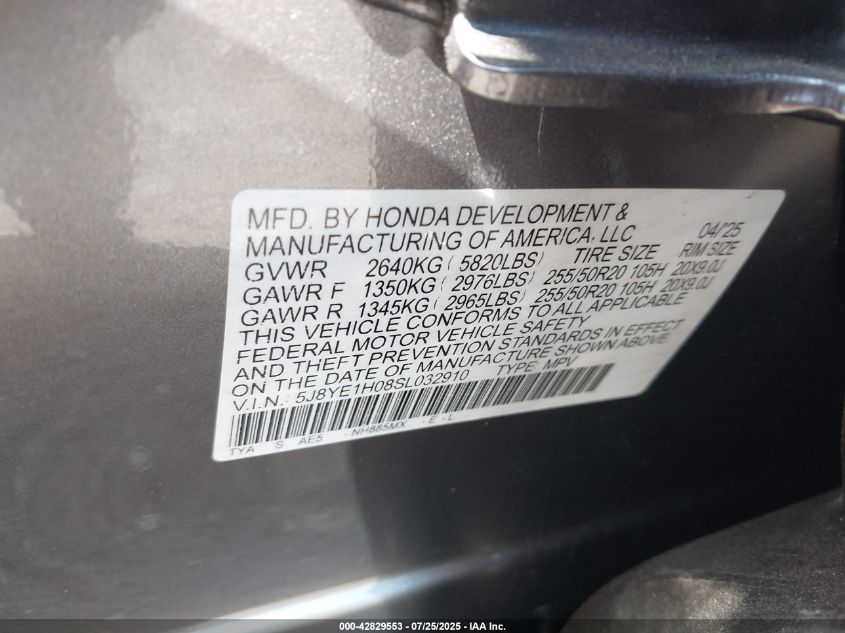 MFD. BY HONDA DEVELOPMENT &
MANUFACTURING OF AMERICA, LLC 04/'25
GVWR 2640KG ( 5820LBS) TIRE SIZE RIM SIZE
GAWR F 1350KG ( 2976LBS) 255/50R20 105H 20X9.0J
GAWR R 1345KG ( 2965LBS) 255/50R20 105H 20X9.0J
THIS VEHICLE CONFORMS TO ALL APPLICABLE
FEDERAL MOTOR VEHICLE SAFETY
AND THEFT PREVENTION STANDARDS IN EFFECT
ON THE DATE OF MANUFACTURE SHOWN ABOVE
V.I.N.: 5J8YE1H08SL032910 TYPE: MPV
TYA S AE5 - NH885MX - E - L
000-42829553 / 07/25/2025 - IAA Inc.